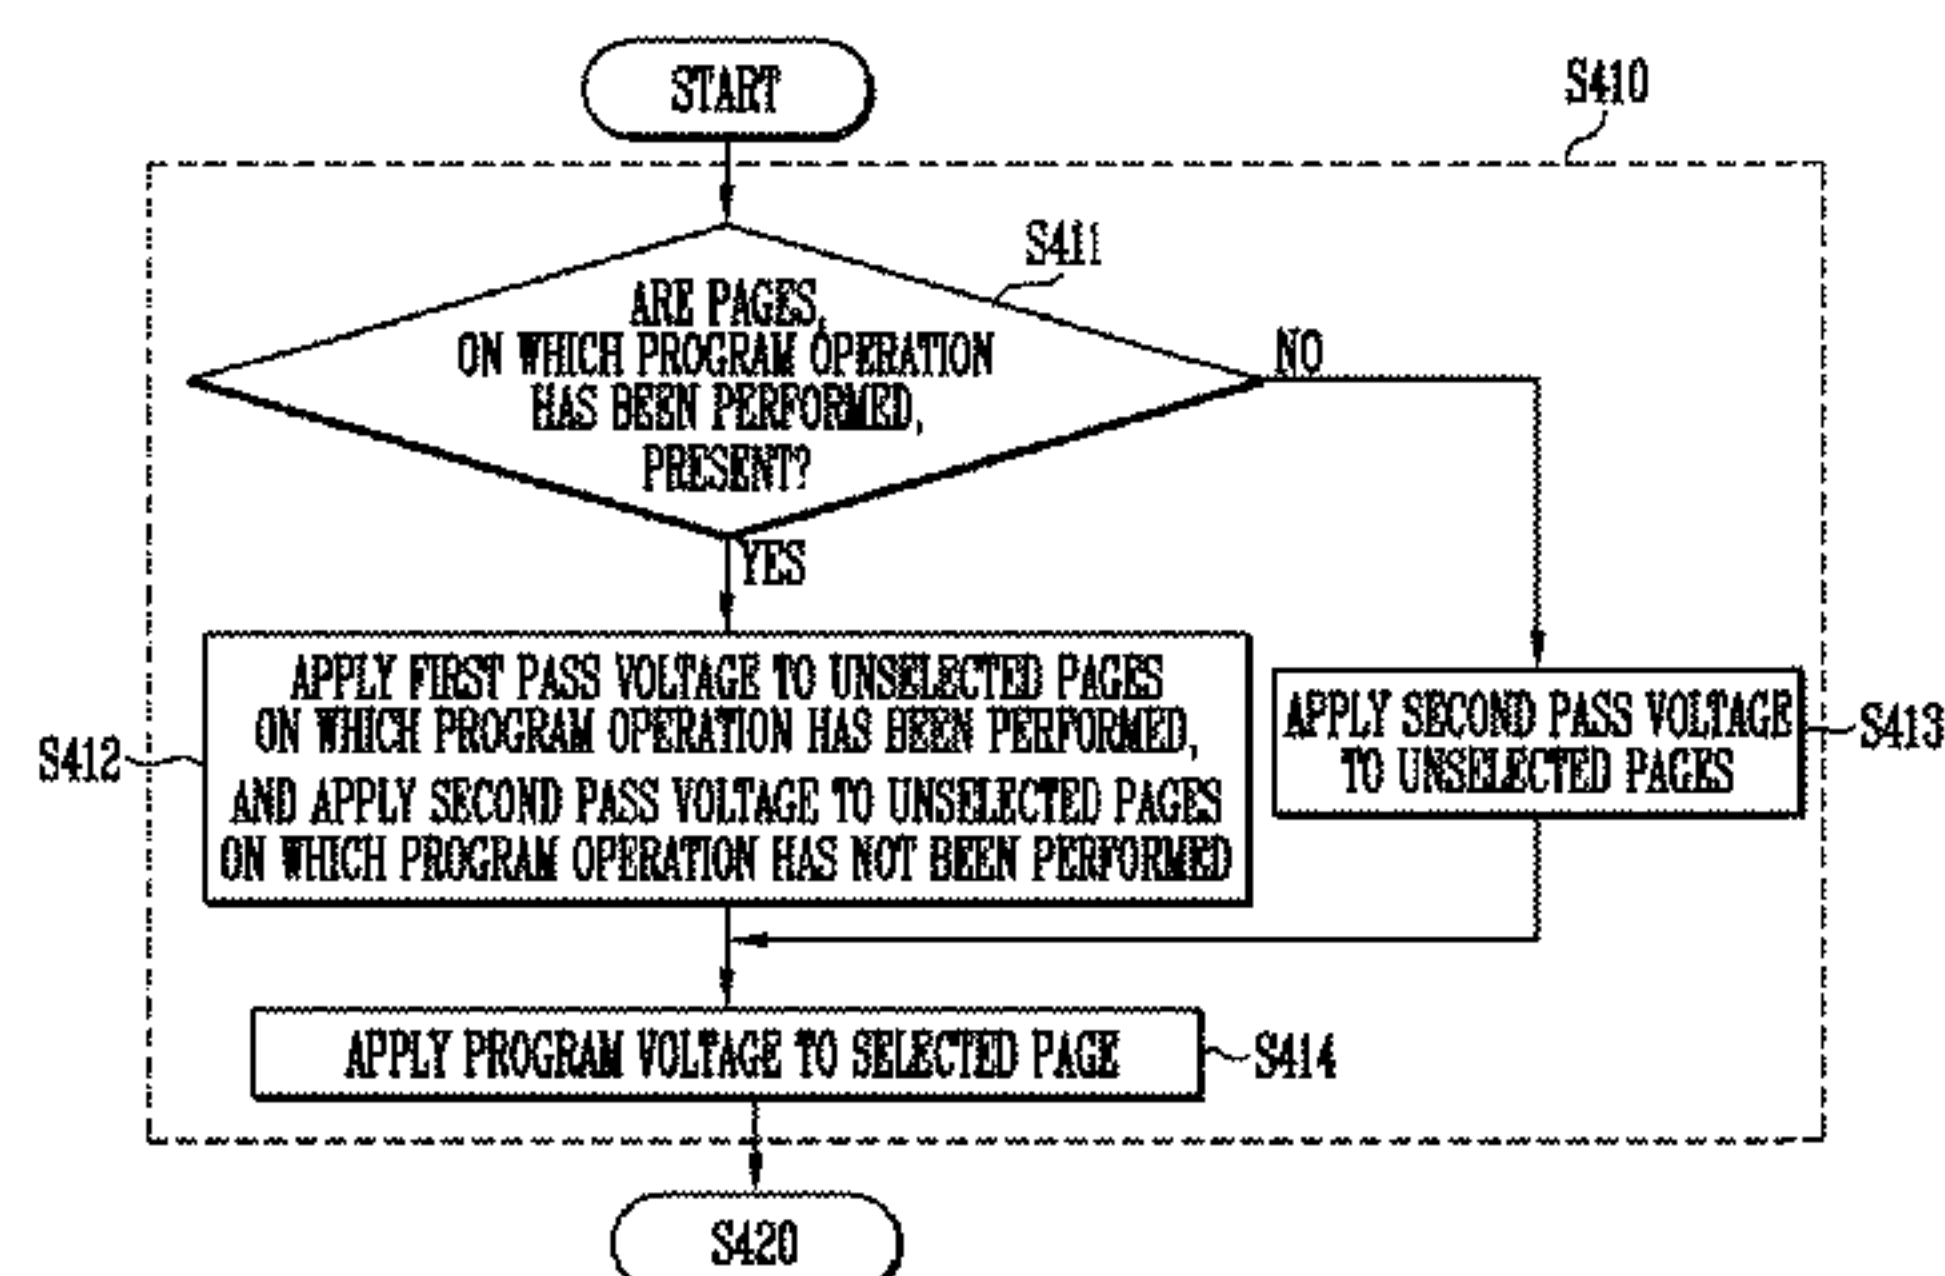 START
S410
S411
ARE PAGES,
ON WHICH PROGRAM OPERATION
HAS BEEN PERFORMED,
PRESENT?
NO
YES
APPLY FIRST PASS VOLTAGE TO UNSELECTED PAGES
ON WHICH PROGRAM OPERATION HAS BEEN PERFORMED,
AND APPLY SECOND PASS VOLTAGE TO UNSELECTED PAGES
ON WHICH PROGRAM OPERATION HAS NOT BEEN PERFORMED
S412
APPLY SECOND PASS VOLTAGE
TO UNSELECTED PAGES
S413
APPLY PROGRAM VOLTAGE TO SELECTED PAGE
S414
S420